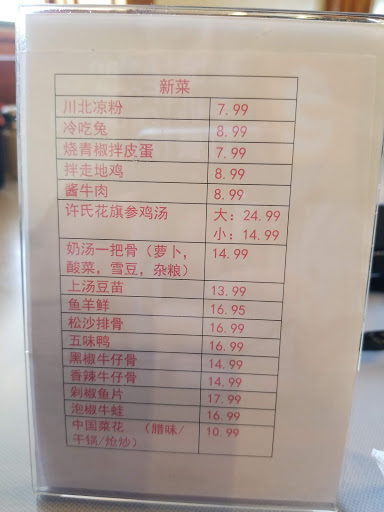 新菜
川北凉粉 7.99
冷吃兔 8.99
烧青椒拌皮蛋 7.99
拌走地鸡 8.99
酱牛肉 8.99
许氏花旗参鸡汤 大：24.99
小：14.99
奶汤一把骨（萝卜， 14.99
酸菜，雪豆，杂粮）
上汤豆苗 13.99
鱼羊鲜 16.95
松沙排骨 16.99
五味鸭 16.99
黑椒牛仔骨 14.99
香辣牛仔骨 14.99
剁椒鱼片 17.99
泡椒牛蛙 16.99
中国菜花 （腊味/ 10.99
干锅/炝炒）